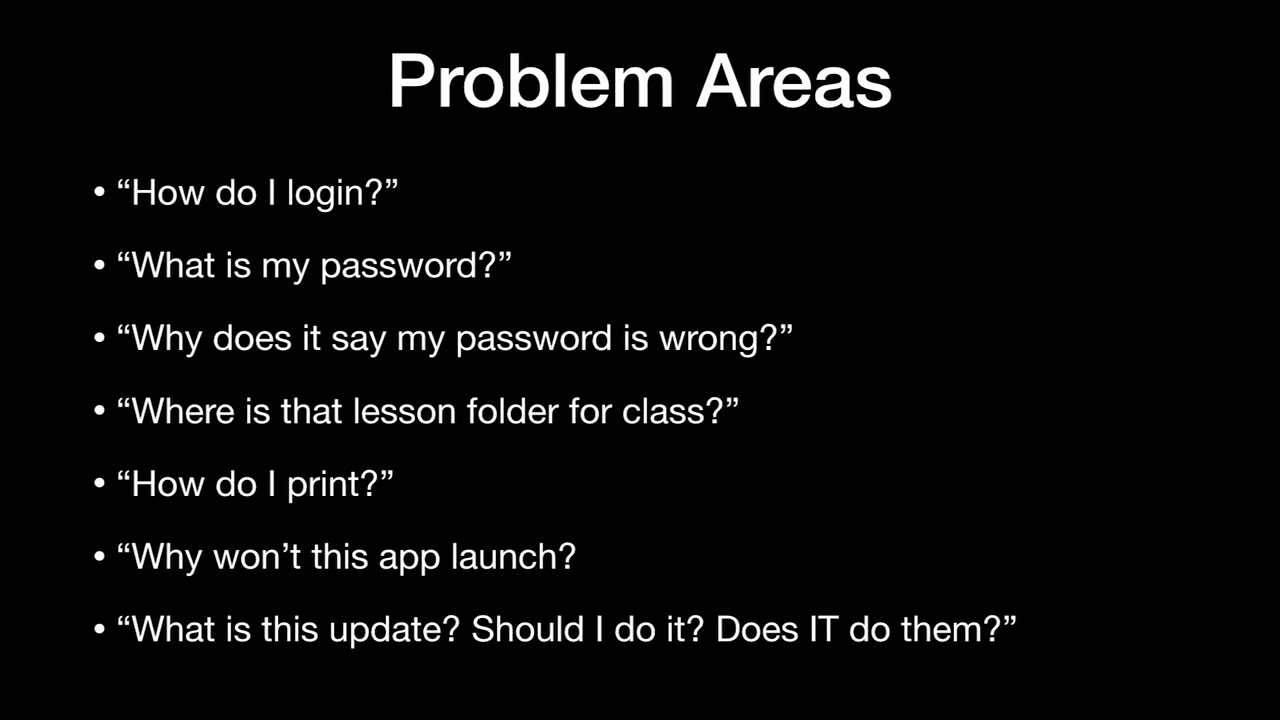 Problem Areas
• “How do I login?”
• “What is my password?”
• “Why does it say my password is wrong?”
• “Where is that lesson folder for class?”
• “How do I print?”
• “Why won’t this app launch?
• “What is this update? Should I do it? Does IT do them?”